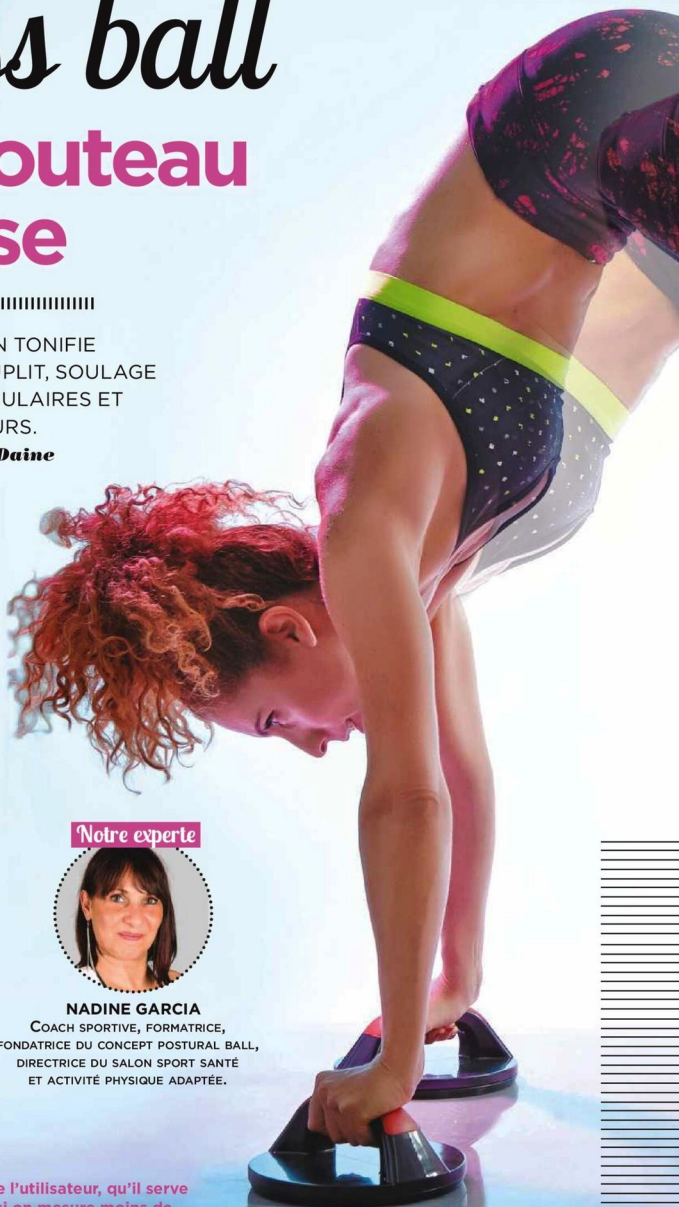 ball
outeau
se
N TONIFIE
PLIT, SOULAGE
ULAIRES ET
URS.
Daine
Notre experte
NADINE GARCIA
COACH SPORTIVE, FORMATRICE,
FONDATRICE DU CONCEPT POSTURAL BALL,
DIRECTRICE DU SALON SPORT SANTÉ
ET ACTIVITÉ PHYSIQUE ADAPTÉE.
e l'utilisateur, qu'il serve